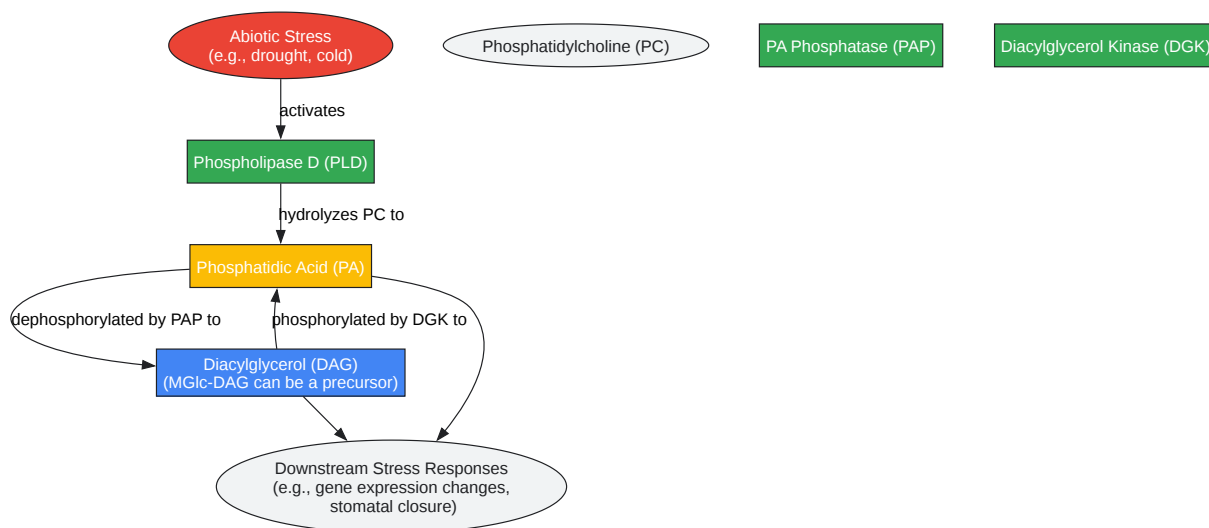 Abiotic Stress
(e.g., drought, cold)
Phosphatidylcholine (PC)
PA Phosphatase (PAP)
Diacylglycerol Kinase (DGK)
activates
Phospholipase D (PLD)
hydrolyzes PC to
Phosphatidic Acid (PA)
dephosphorylated by PAP to
phosphorylated by DGK to
Diacylglycerol (DAG)
(MGlc-DAG can be a precursor)
Downstream Stress Responses
(e.g., gene expression changes,
stomatal closure)